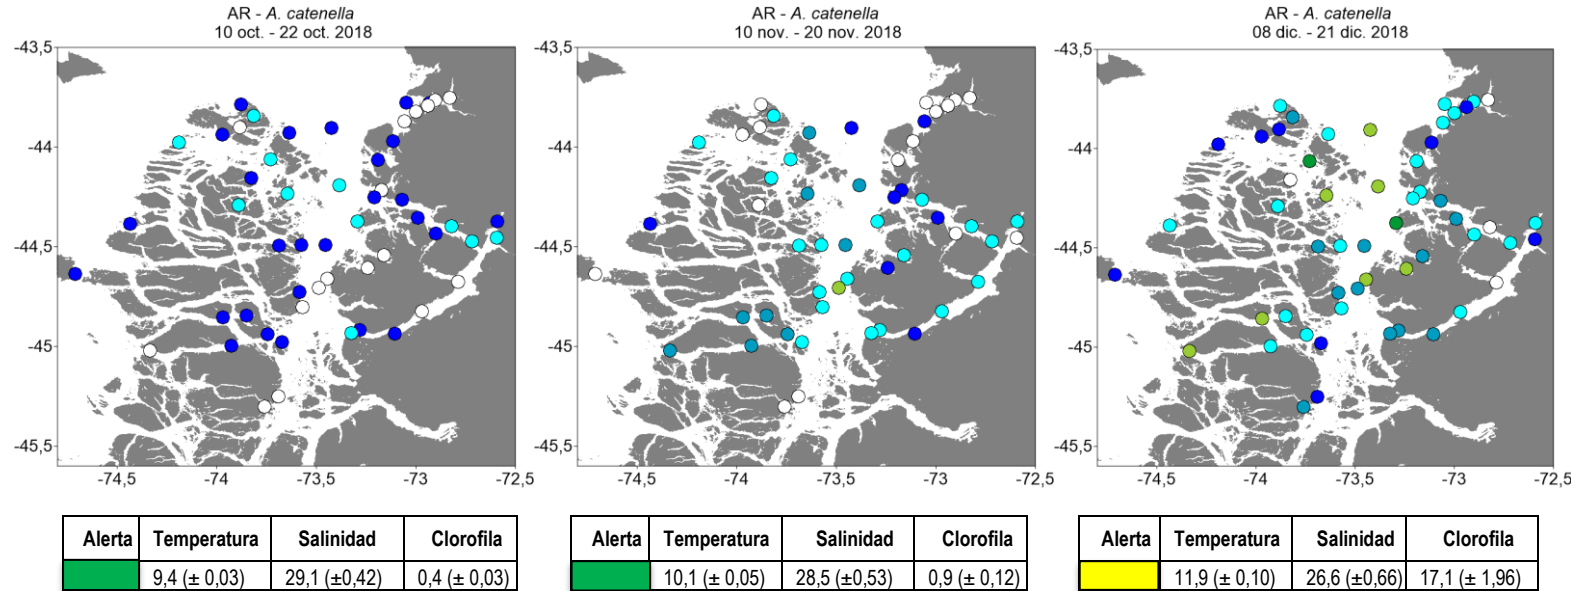 AR - A. catenella
10 oct. - 22 oct. 2018
-43,5
-44
-44,5
-45
-45,5
-74,5
-74
-73,5
-73
-72,5
AR - A. catenella
10 nov. - 20 nov. 2018
-43,5
-44
-44,5
-45
-45,5
-74,5
-74
-73,5
-73
-72,5
AR - A. catenella
08 dic. - 21 dic. 2018
-43,5
-44
-44,5
-45
-45,5
-74,5
-74
-73,5
-73
-72,5
Alerta Temperatura Salinidad Clorofila
9,4 (± 0,03) 29,1 (±0,42) 0,4 (± 0,03)
Alerta Temperatura Salinidad Clorofila
10,1 (± 0,05) 28,5 (±0,53) 0,9 (± 0,12)
Alerta Temperatura Salinidad Clorofila
11,9 (± 0,10) 26,6 (±0,66) 17,1 (± 1,96)